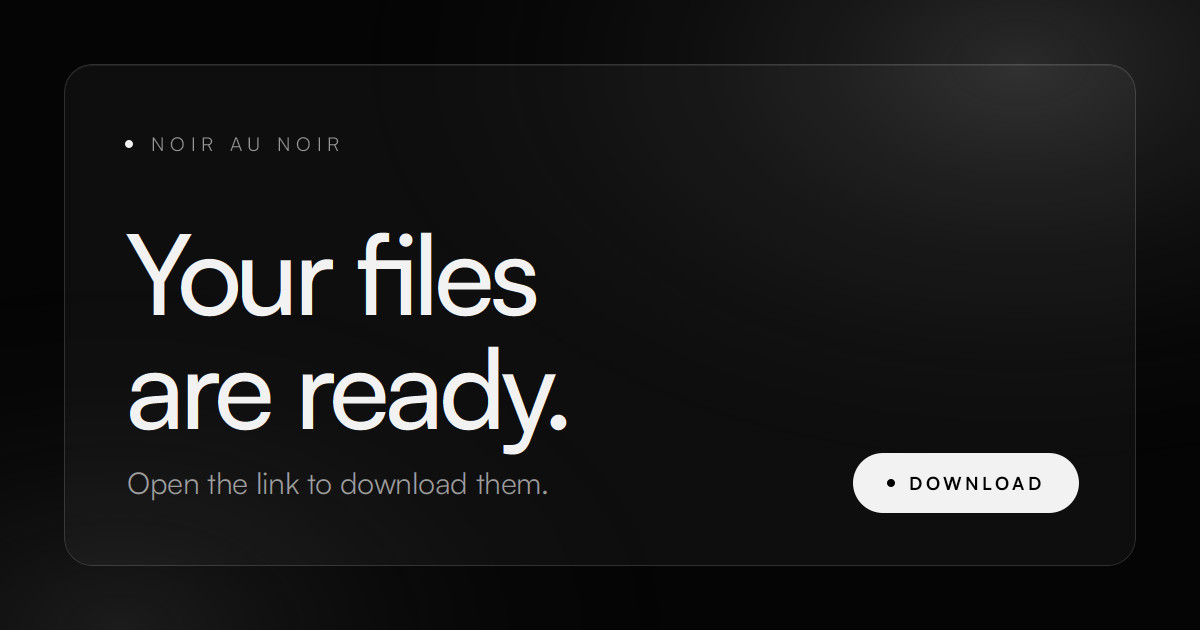 NOIR AU NOIR
Your files
are ready.
Open the link to download them.
DOWNLOAD